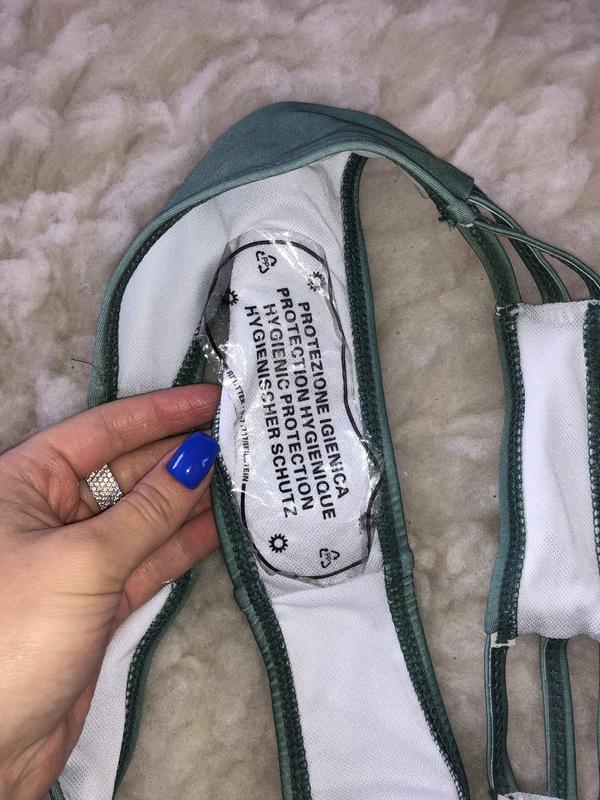 PROTEZIONE IGIENICA
PROTECTION HYGIENIQUE
HYGIENIC PROTECTION
HYGIENISCHER SCHUTZ